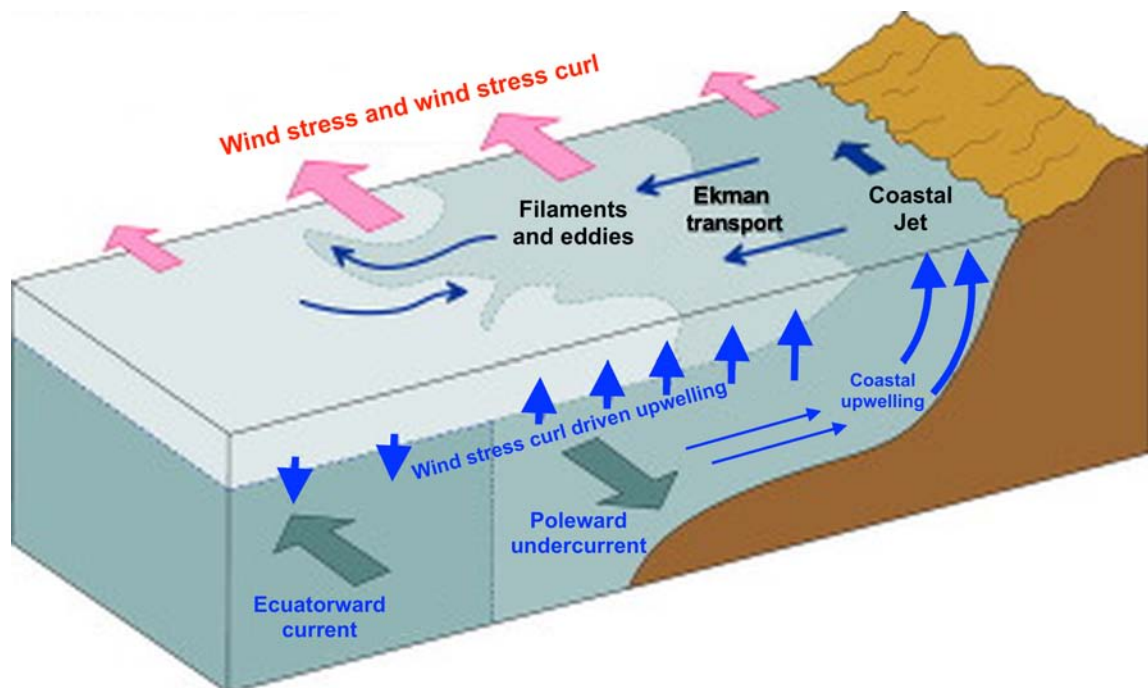 Wind stress and wind stress curl
Filaments
and eddies
Ekman
transport
Coastal
Jet
Coastal
upwelling
Wind stress curl driven upwelling
Poleward
undercurrent
Ecuatorward
current